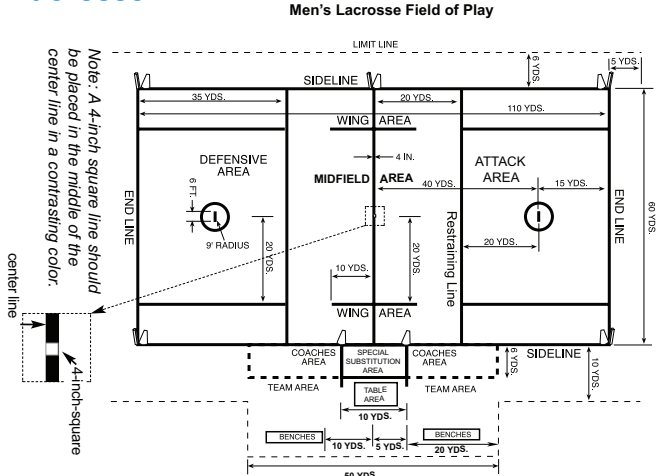 Men's Lacrosse Field of Play
LIMIT LINE
6 YDS.
5 YDS.
SIDELINE
35 YDS.
20 YDS.
110 YDS.
WING AREA
4 IN.
DEFENSIVE
AREA
MIDFIELD AREA
ATTACK
AREA
40 YDS.
15 YDS.
END LINE
6 FT.
9' RADIUS
20 YDS.
10 YDS.
20 YDS.
Restraining Line
20 YDS.
END LINE
60 YDS.
WING AREA
COACHES
AREA
SPECIAL
SUBSTITUTION
AREA
COACHES
AREA
6 YDS.
SIDELINE
10 YDS.
TEAM AREA
TABLE
AREA
TEAM AREA
10 YDS.
BENCHES
10 YDS.
5 YDS.
BENCHES
20 YDS.
50 YDS.
Note: A 4-inch square line should
be placed in the middle of the
center line in a contrasting color.
center line
4-inch-square